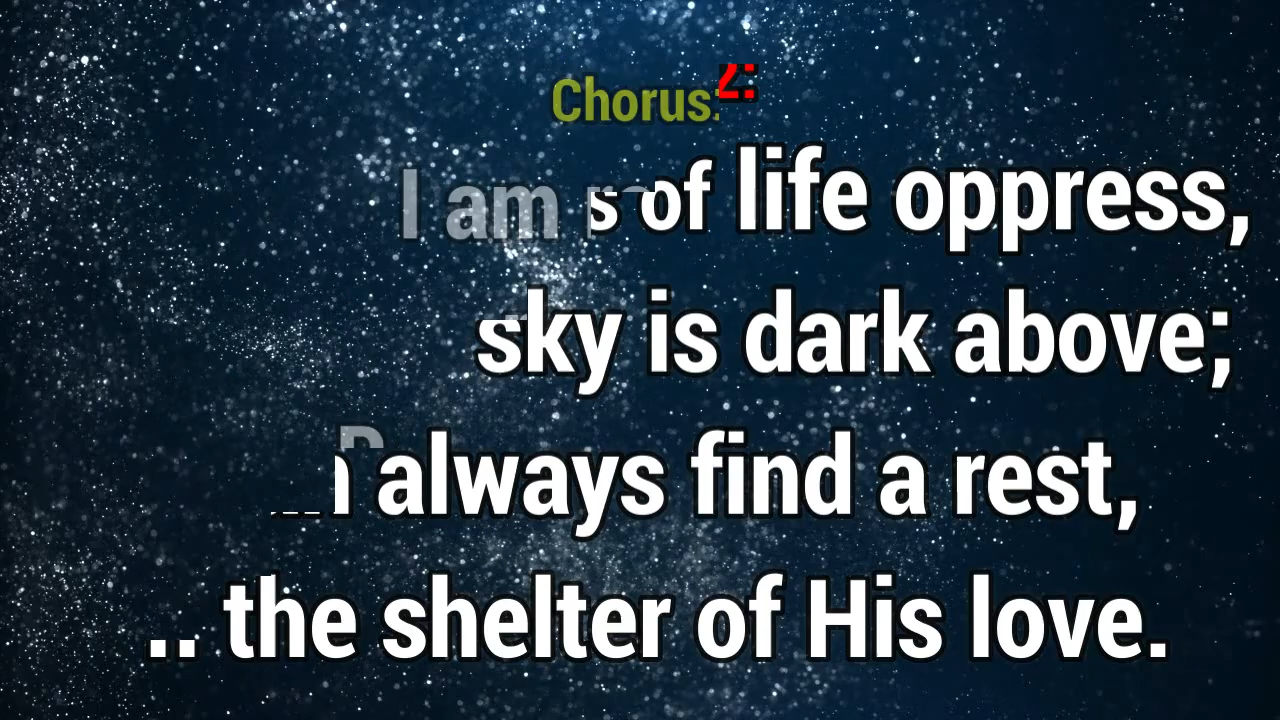 Chorus:
I am of life oppress,
sky is dark above;
always find a rest,
the shelter of His love.